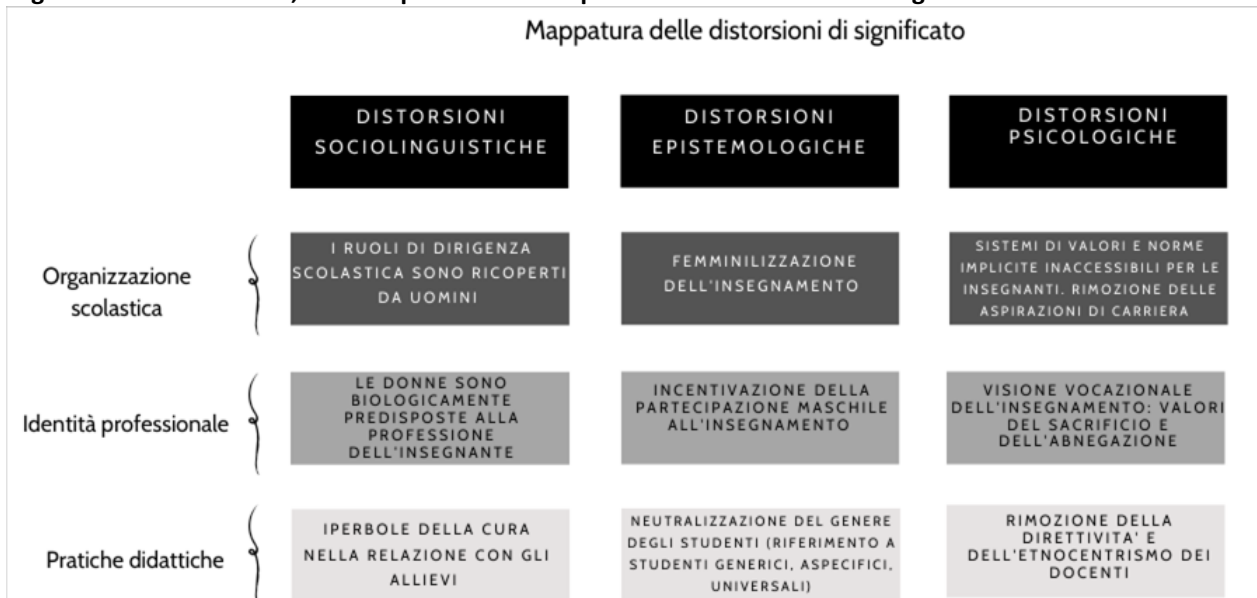 Mappatura delle distorsioni di significato
DISTORSIONI
SOCIOLINGUISTICHE
DISTORSIONI
EPISTEMOLOGICHE
DISTORSIONI
PSICOLOGICHE
Organizzazione
scolastica
I RUOLI DI DIRIGENZA
SCOLASTICA SONO RICOPERTI
DA UOMINI
FEMMINILIZZAZIONE
DELL'INSEGNAMENTO
SISTEMI DI VALORI E NORME
IMPLICITE INACCESSIBILI PER LE
INSEGNANTI. RIMOZIONE DELLE
ASPIRAZIONI DI CARRIERA
Identità professionale
LE DONNE SONO
BIOLOGICAMENTE
PREDISPOSTE ALLA
PROFESSIONE
DELL'INSEGNANTE
INCENTIVAZIONE DELLA
PARTECIPAZIONE MASCHILE
ALL'INSEGNAMENTO
VISIONE VOCAZIONALE
DELL'INSEGNAMENTO: VALORI
DEL SACRIFICIO E
DELL'ABNEGAZIONE
Pratiche didattiche
IPERBOLE DELLA CURA
NELLA RELAZIONE CON GLI
ALLIEVI
NEUTRALIZZAZIONE DEL GENERE
DEGLI STUDENTI (RIFERIMENTO A
STUDENTI GENERICI, ASPECIFICI,
UNIVERSALI)
RIMOZIONE DELLA
DIRETTIVITA' E
DELL'ETNOCENTRISMO DEI
DOCENTI